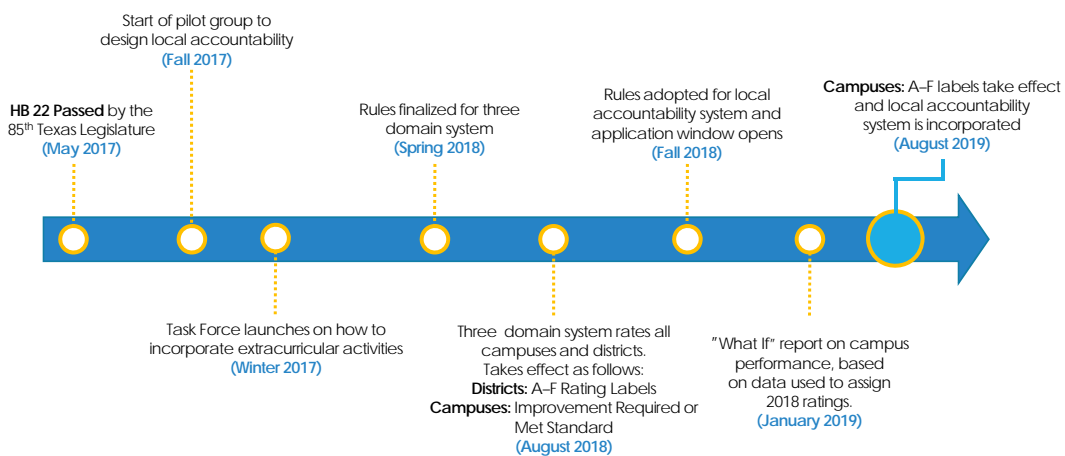 Start of pilot group to
design local accountability
(Fall 2017)
HB 22 Passed by the
85th Texas Legislature
(May 2017)
Rules finalized for three
domain system
(Spring 2018)
Rules adopted for local
accountability system and
application window opens
(Fall 2018)
Campuses: A–F labels take effect
and local accountability
system is incorporated
(August 2019)
Task Force launches on how to
incorporate extracurricular activities
(Winter 2017)
Three domain system rates all
campuses and districts.
Takes effect as follows:
Districts: A–F Rating Labels
Campuses: Improvement Required or
Met Standard
(August 2018)
"What If" report on campus
performance, based
on data used to assign
2018 ratings.
(January 2019)